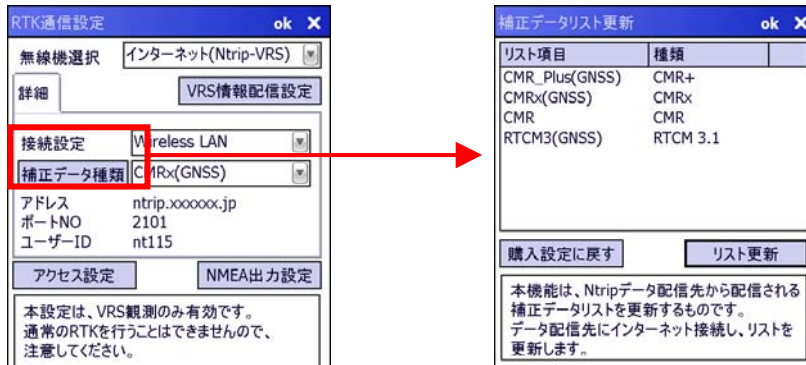 RTK通信設定 ok ×
無線機選択 インターネット(Ntrip-VRS)
詳細 VRS情報配信設定
接続設定 Wireless LAN
補正データ種類 CMRx(GNSS)
アドレス ntrip.xxxxxx.jp
ポートNO 2101
ユーザーID nt115
アクセス設定 NMEA出力設定
本設定は、VRS観測のみ有効です。
通常のRTKを行うことはできませんので、
注意してください。
補正データリスト更新 ok ×
リスト項目 種類
CMR_Plus(GNSS) CMR+
CMRx(GNSS) CMRx
CMR CMR
RTCM3(GNSS) RTCM 3.1
購入設定に戻す リスト更新
本機能は、Ntripデータ配信先から配信される
補正データリストを更新するものです。
データ配信先にインターネット接続し、リストを
更新します。